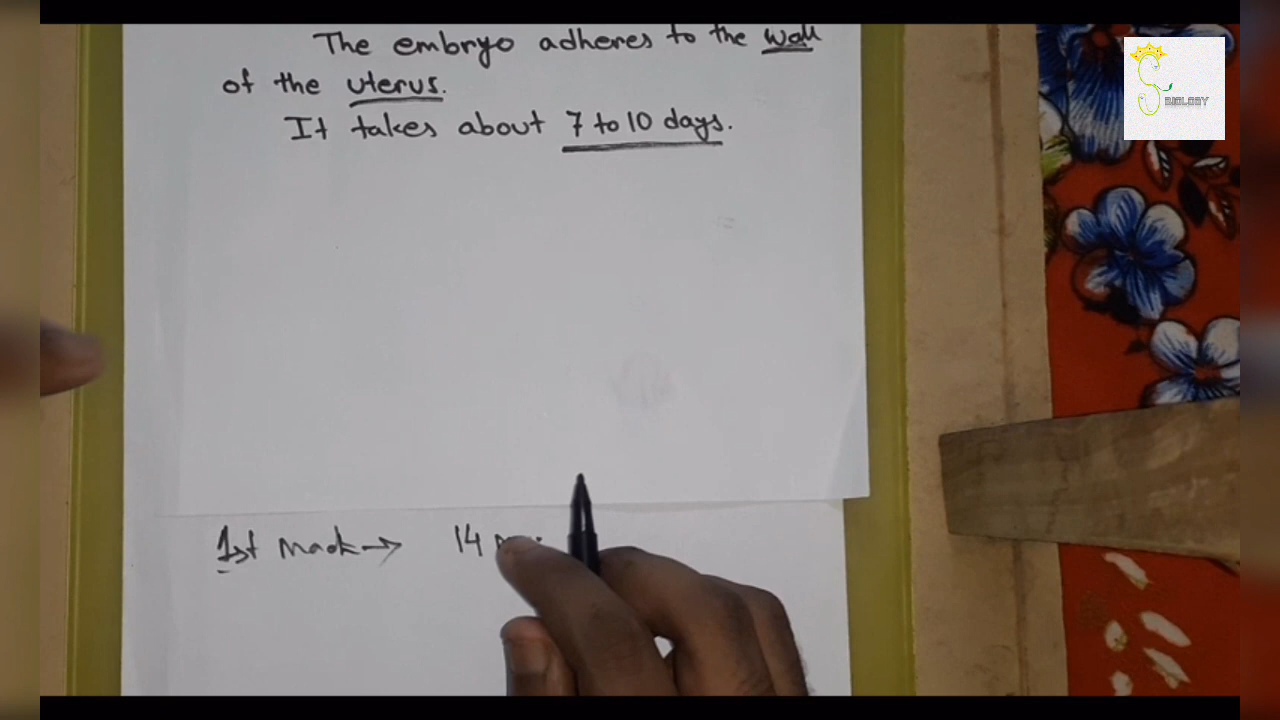 The embryo adheres to the wall
of the uterus.
It takes about 7 to 10 days.
1st mark → 14
S BIOLOGY